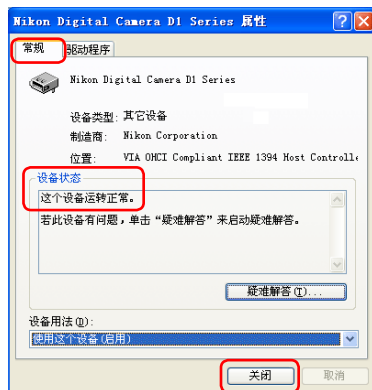 Nikon Digital Camera D1 Series 属性
常规 驱动程序
Nikon Digital Camera D1 Series
设备类型: 其它设备
制造商: Nikon Corporation
位置: VIA OHCI Compliant IEEE 1394 Host Controlle
设备状态
这个设备运转正常。
若此设备有问题，单击“疑难解答”来启动疑难解答。
疑难解答(T)...
设备用法(D):
使用这个设备(启用)
关闭 取消